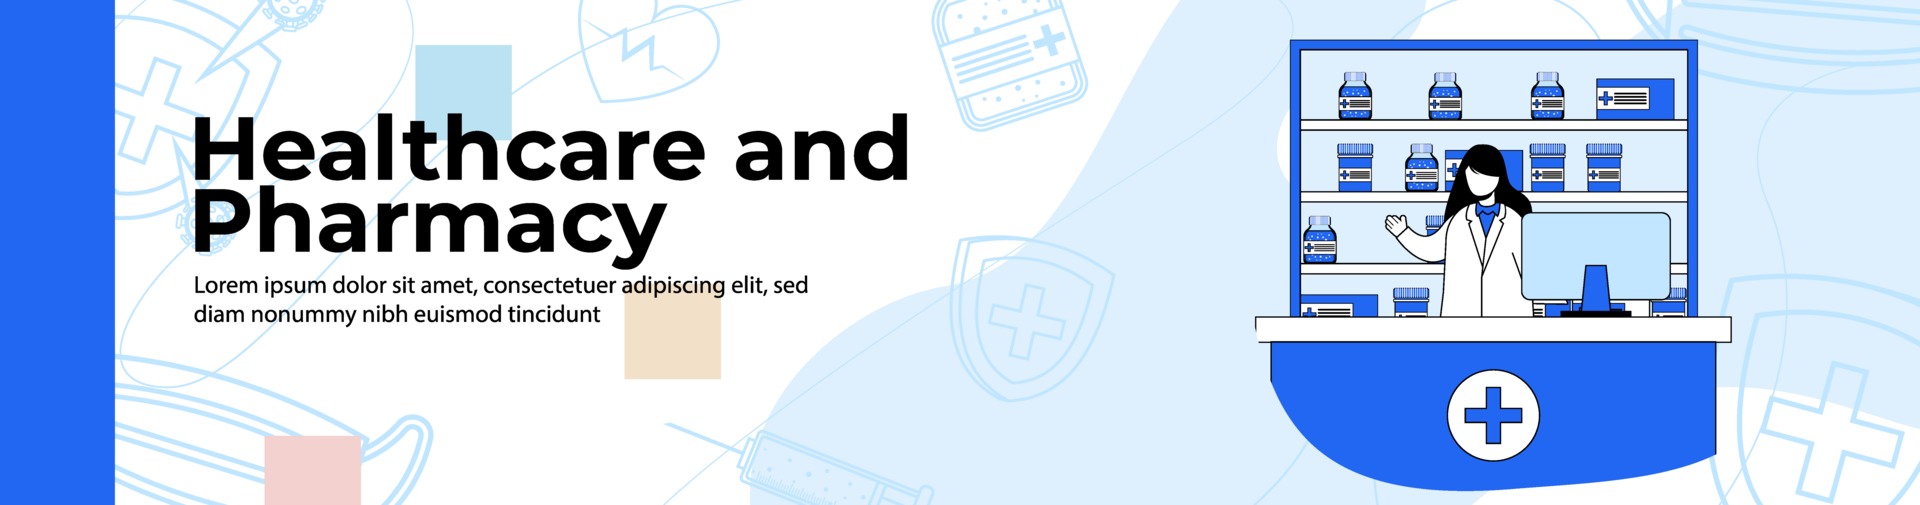 Healthcare and
Pharmacy
Lorem ipsum dolor sit amet, consectetuer adipiscing elit, sed
diam nonummy nibh euismod tincidunt